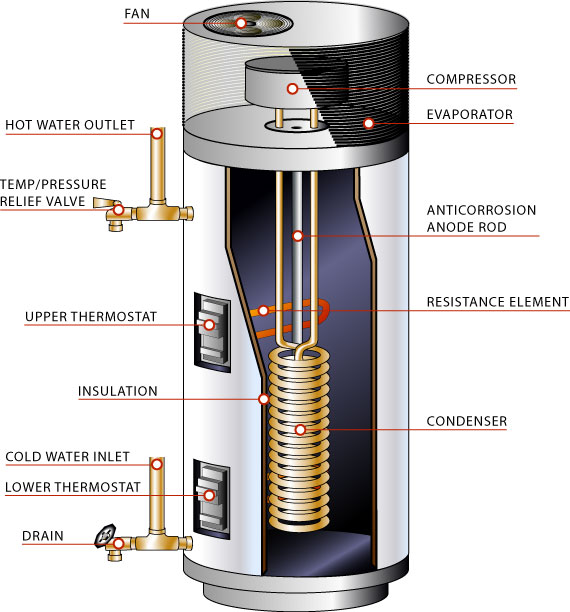 FAN
COMPRESSOR
EVAPORATOR
HOT WATER OUTLET
TEMP/PRESSURE
RELIEF VALVE
ANTICORROSION
ANODE ROD
RESISTANCE ELEMENT
UPPER THERMOSTAT
INSULATION
CONDENSER
COLD WATER INLET
LOWER THERMOSTAT
DRAIN